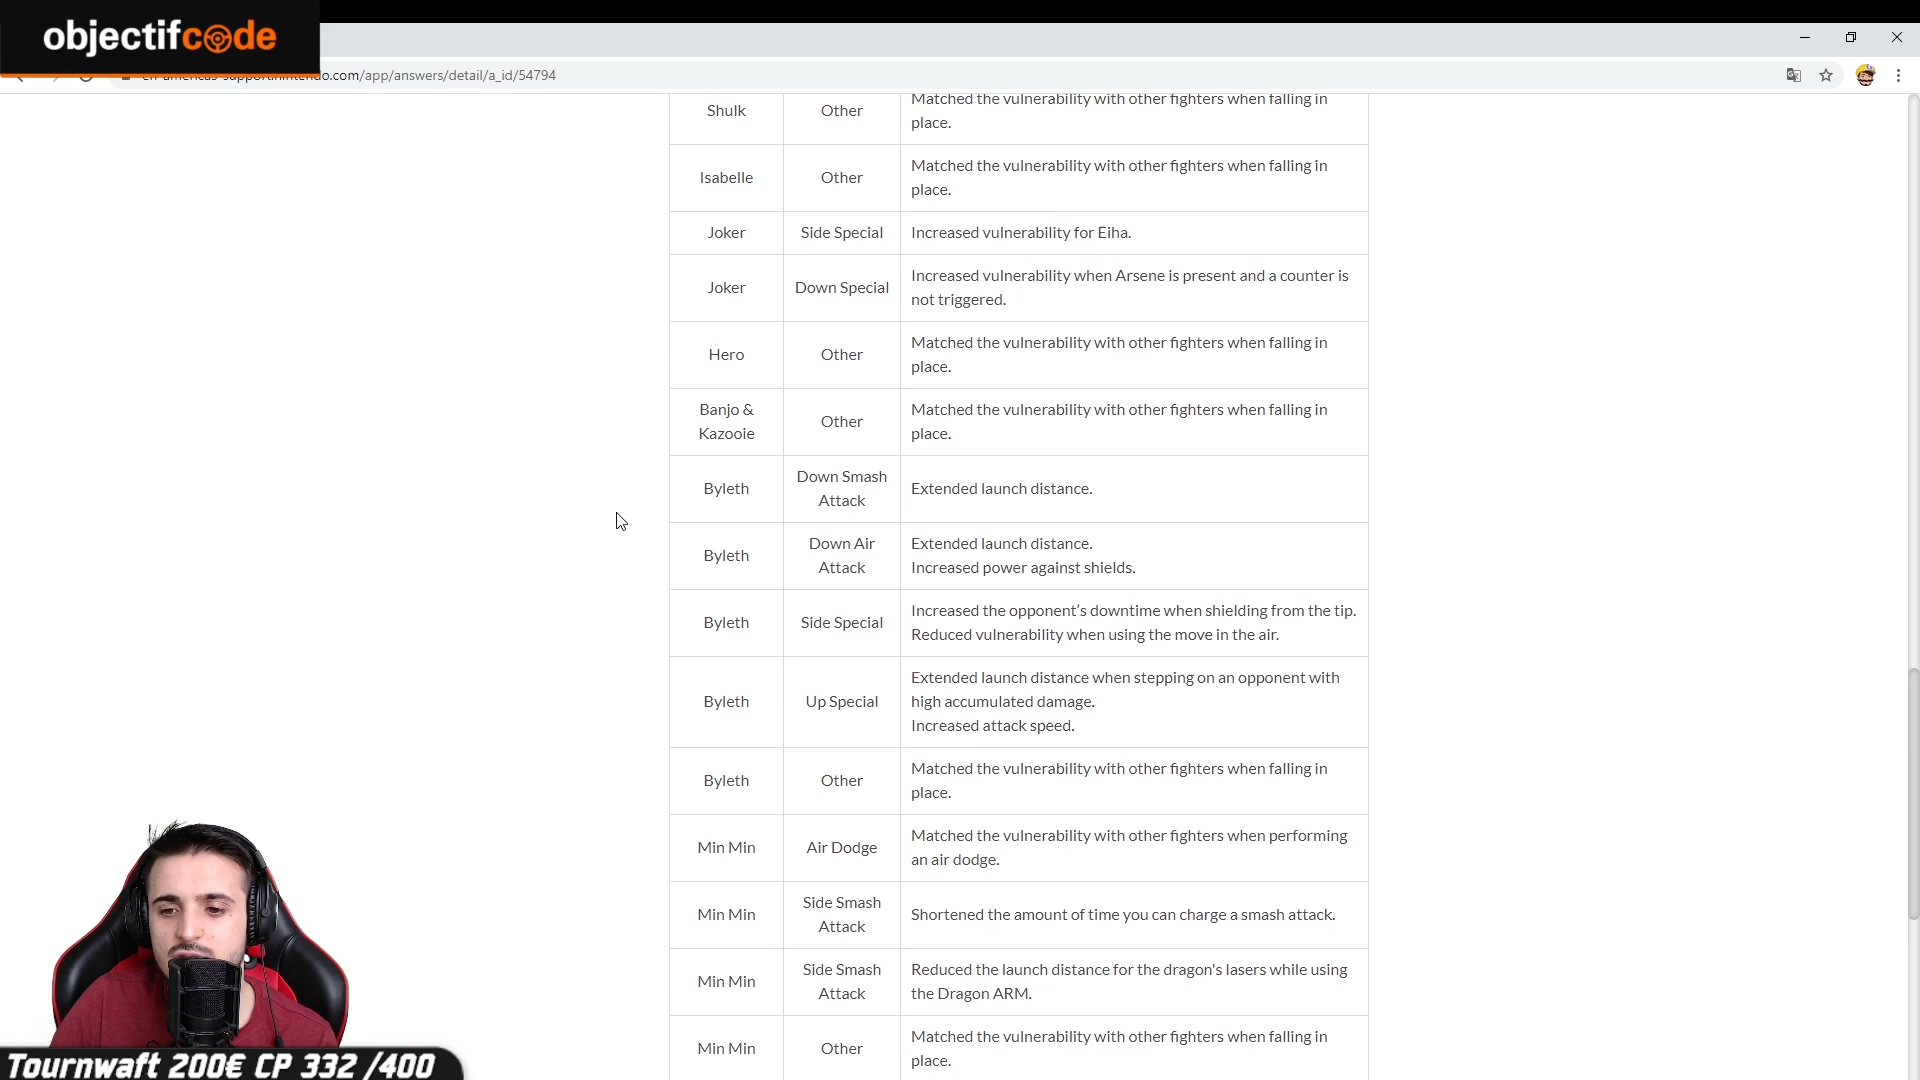 objectifcode
en-americas-support.nintendo.com/app/answers/detail/a_id/54794
Shulk
Other
Matched the vulnerability with other fighters when falling in
place.
Isabelle
Other
Matched the vulnerability with other fighters when falling in
place.
Joker
Side Special
Increased vulnerability for Eiha.
Joker
Down Special
Increased vulnerability when Arsene is present and a counter is
not triggered.
Hero
Other
Matched the vulnerability with other fighters when falling in
place.
Banjo &
Kazooie
Other
Matched the vulnerability with other fighters when falling in
place.
Byleth
Down Smash
Attack
Extended launch distance.
Byleth
Down Air
Attack
Extended launch distance.
Increased power against shields.
Byleth
Side Special
Increased the opponent’s downtime when shielding from the tip.
Reduced vulnerability when using the move in the air.
Byleth
Up Special
Extended launch distance when stepping on an opponent with
high accumulated damage.
Increased attack speed.
Byleth
Other
Matched the vulnerability with other fighters when falling in
place.
Min Min
Air Dodge
Matched the vulnerability with other fighters when performing
an air dodge.
Min Min
Side Smash
Attack
Shortened the amount of time you can charge a smash attack.
Min Min
Side Smash
Attack
Reduced the launch distance for the dragon's lasers while using
the Dragon ARM.
Min Min
Other
Matched the vulnerability with other fighters when falling in
place.
Tournwaft 200€ CP 332 /400